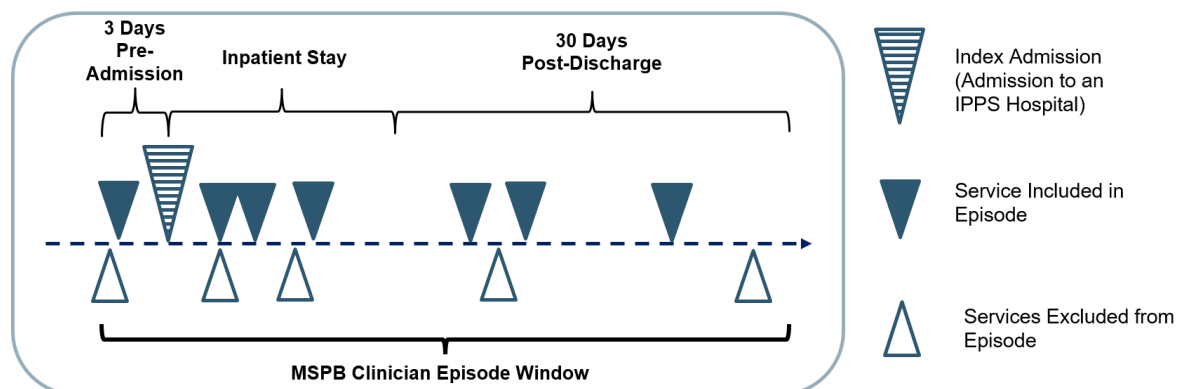 3 Days
Pre-
Admission
Inpatient Stay
30 Days
Post-Discharge
MSPB Clinician Episode Window
Index Admission
(Admission to an
IPPS Hospital)
Service Included in
Episode
Services Excluded from
Episode